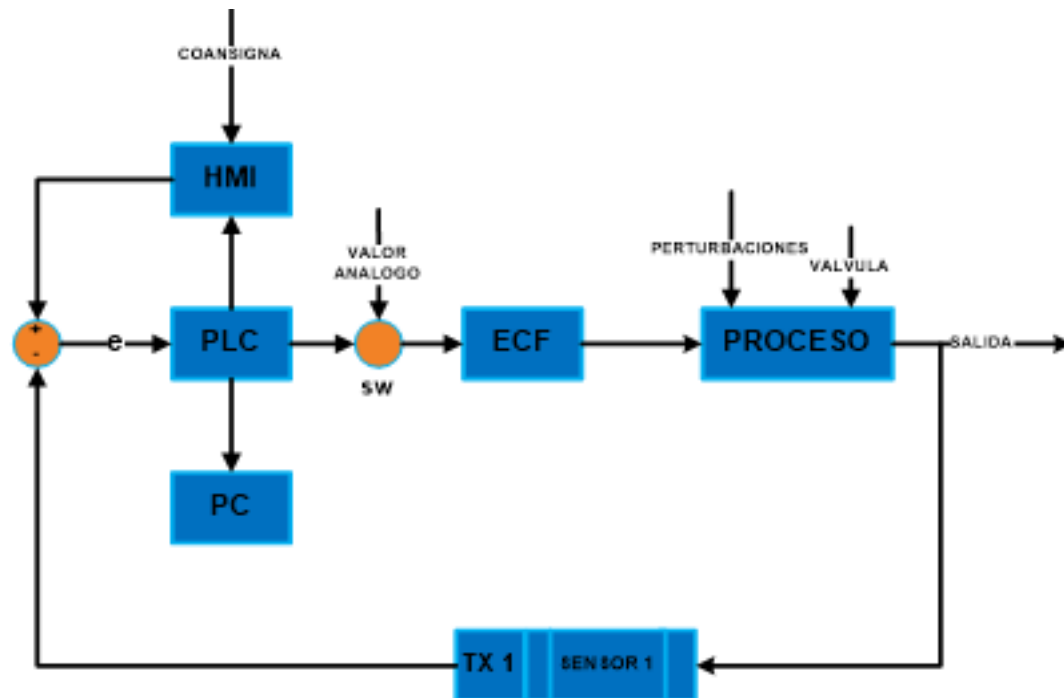 COANSIGNA
HMI
VALOR
ANALOGO
PERTURBACIONES
VALVULA
+
-
e
PLC
SW
ECF
PROCESO
SALIDA
PC
TX 1
SENSOR 1